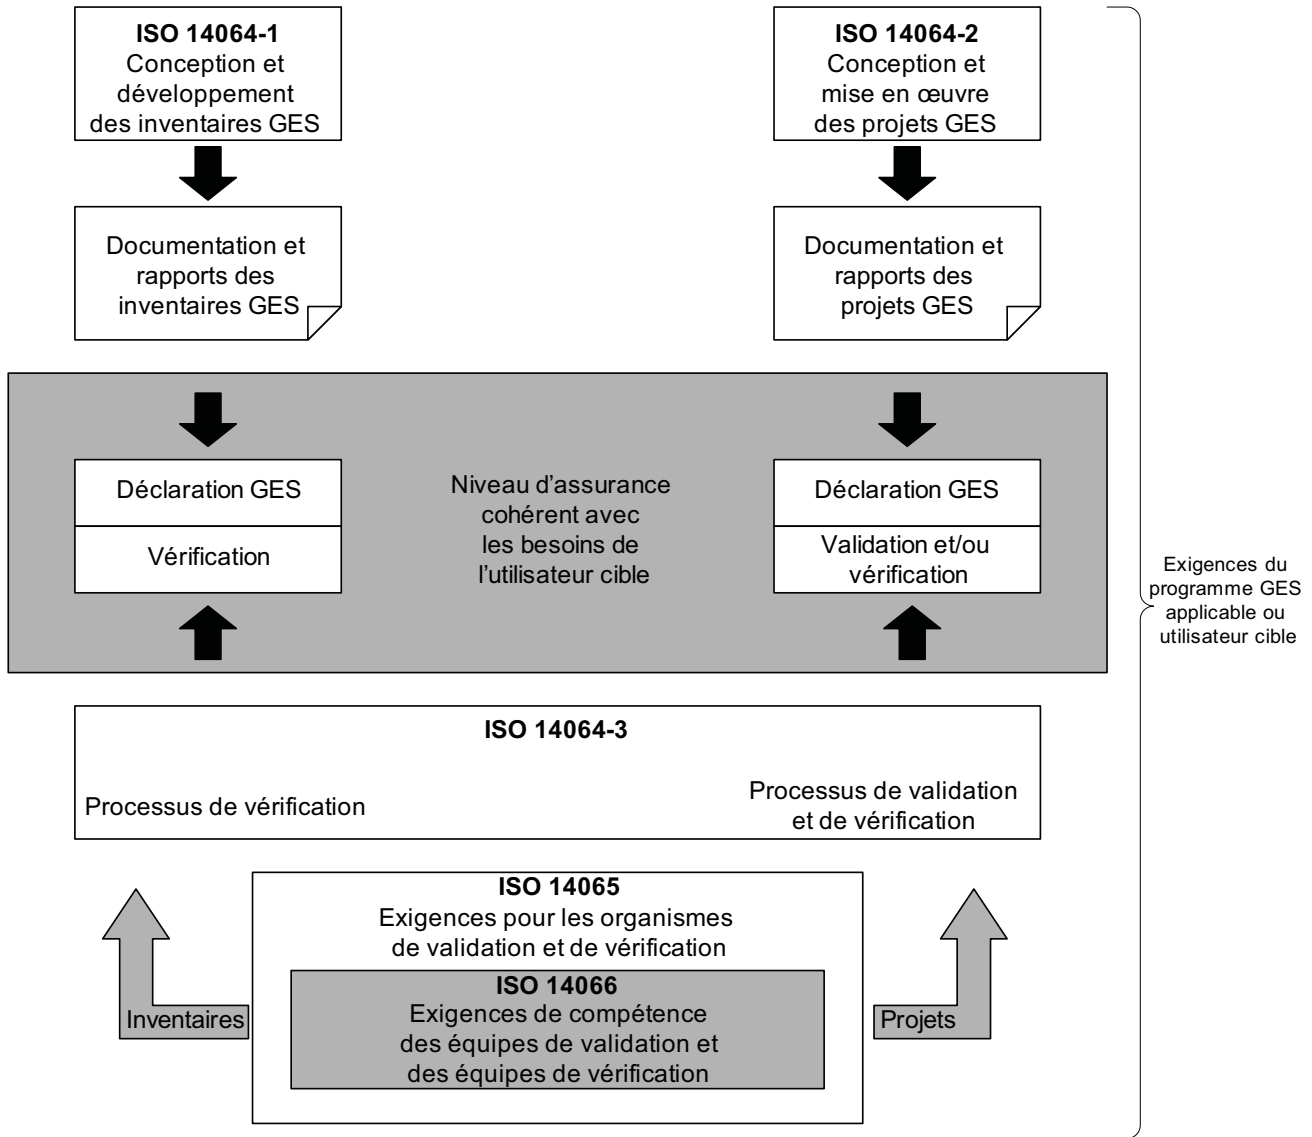 ISO 14064-1
Conception et
développement
des inventaires GES
ISO 14064-2
Conception et
mise en œuvre
des projets GES
Documentation et
rapports des
inventaires GES
Documentation et
rapports des
projets GES
Déclaration GES
Vérification
Niveau d’assurance
cohérent avec
les besoins de
l’utilisateur cible
Déclaration GES
Validation et/ou
vérification
Exigences du
programme GES
applicable ou
utilisateur cible
ISO 14064-3
Processus de vérification
Processus de validation
et de vérification
ISO 14065
Exigences pour les organismes
de validation et de vérification
ISO 14066
Exigences de compétence
des équipes de validation et
des équipes de vérification
Inventaires
Projets